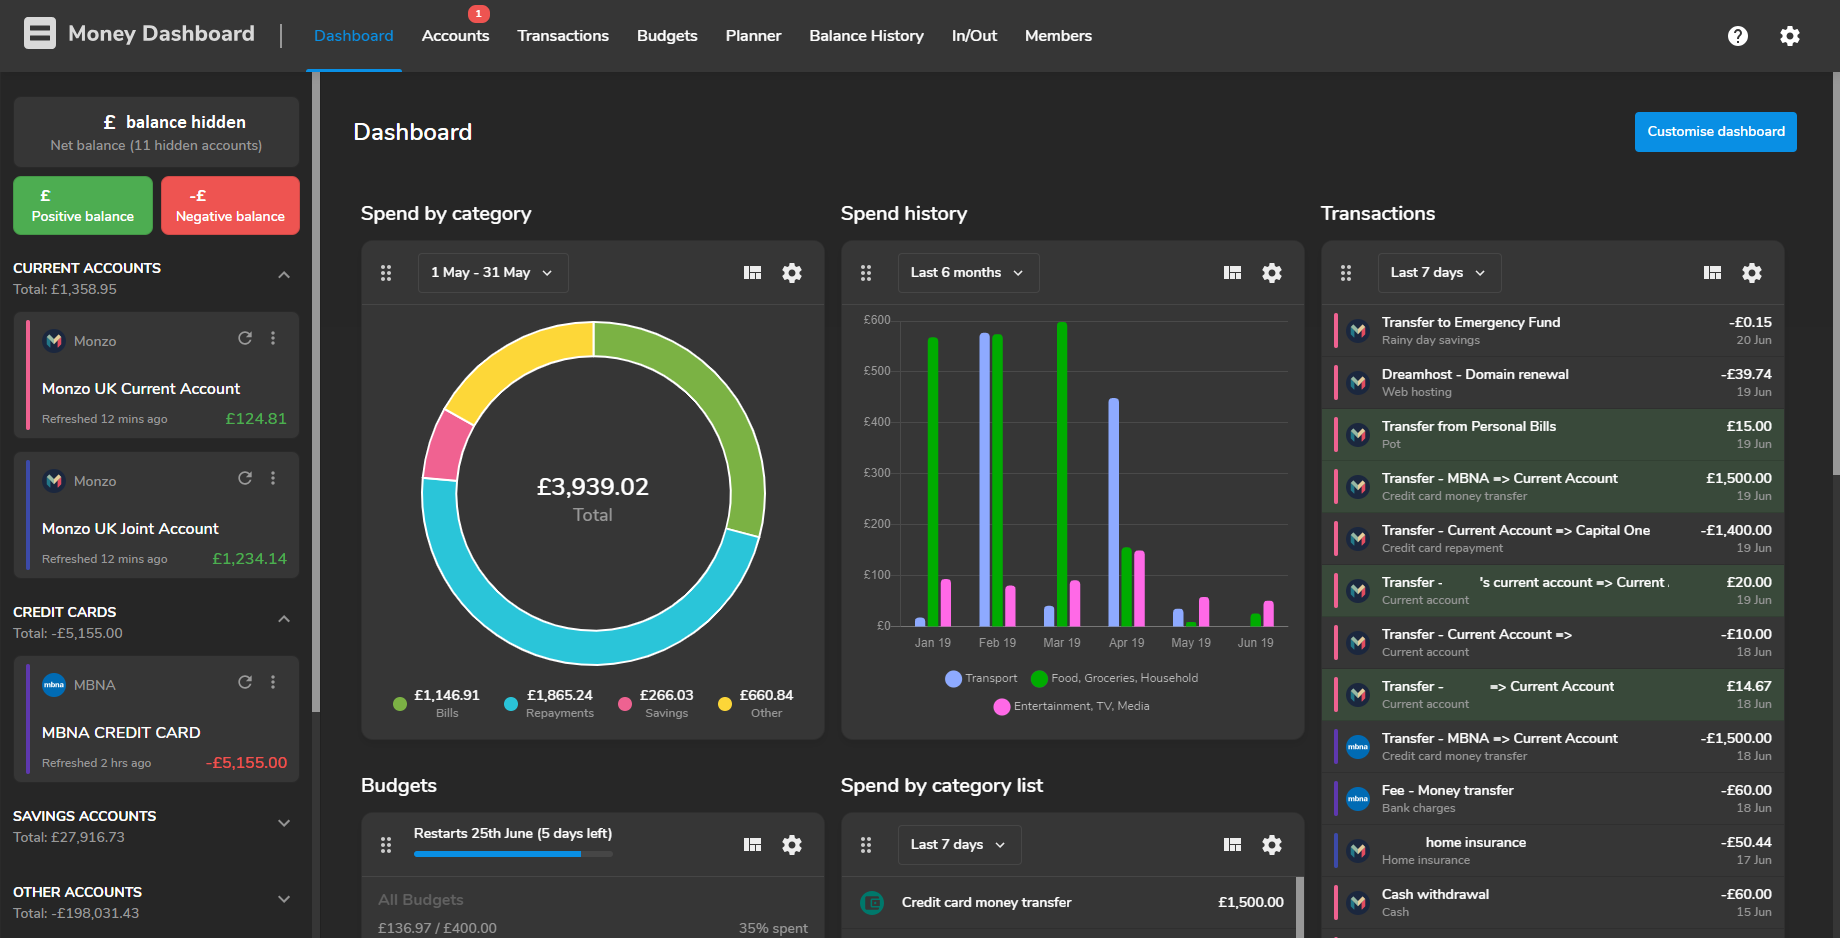 Money Dashboard
Dashboard
Accounts
1
Transactions
Budgets
Planner
Balance History
In/Out
Members
?
£ balance hidden
Net balance (11 hidden accounts)
£
Positive balance
-£
Negative balance
CURRENT ACCOUNTS
Total: £1,358.95
Monzo
Monzo UK Current Account
Refreshed 12 mins ago
£124.81
Monzo
Monzo UK Joint Account
Refreshed 12 mins ago
£1,234.14
CREDIT CARDS
Total: -£5,155.00
mbna
MBNA
MBNA CREDIT CARD
Refreshed 2 hrs ago
-£5,155.00
SAVINGS ACCOUNTS
Total: £27,916.73
OTHER ACCOUNTS
Total: -£198,031.43
Dashboard
Customise dashboard
Spend by category
1 May - 31 May
£3,939.02
Total
£1,146.91
Bills
£1,865.24
Repayments
£266.03
Savings
£660.84
Other
Spend history
Last 6 months
£600
£500
£400
£300
£200
£100
£0
Jan 19
Feb 19
Mar 19
Apr 19
May 19
Jun 19
Transport
Food, Groceries, Household
Entertainment, TV, Media
Transactions
Last 7 days
Transfer to Emergency Fund
-£0.15
Rainy day savings
20 Jun
Dreamhost - Domain renewal
-£39.74
Web hosting
19 Jun
Transfer from Personal Bills
£15.00
Pot
19 Jun
Transfer - MBNA => Current Account
£1,500.00
Credit card money transfer
19 Jun
Transfer - Current Account => Capital One
-£1,400.00
Credit card repayment
19 Jun
Transfer - 's current account => Current
£20.00
Current account
19 Jun
Transfer - Current Account =>
-£10.00
Current account
18 Jun
Transfer - => Current Account
£14.67
Current account
18 Jun
mbna
Transfer - MBNA => Current Account
-£1,500.00
Credit card money transfer
18 Jun
mbna
Fee - Money transfer
-£60.00
Bank charges
18 Jun
home insurance
-£50.44
Home insurance
17 Jun
Cash withdrawal
-£60.00
Cash
15 Jun
Budgets
Restarts 25th June (5 days left)
All Budgets
£136.97 / £400.00
35% spent
Spend by category list
Last 7 days
Credit card money transfer
£1,500.00